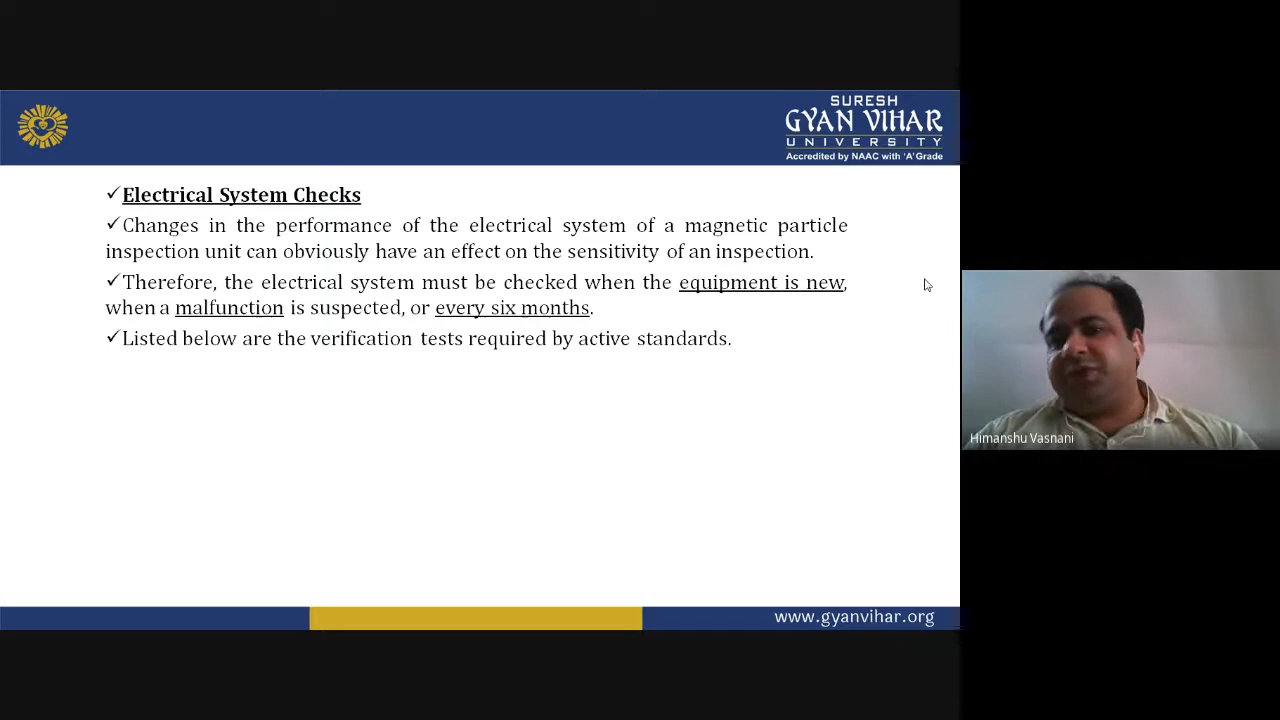 SURESH
GYAN VIHAR
UNIVERSITY
Accredited by NAAC with 'A' Grade
✓Electrical System Checks
✓Changes in the performance of the electrical system of a magnetic particle
inspection unit can obviously have an effect on the sensitivity of an inspection.
✓Therefore, the electrical system must be checked when the equipment is new,
when a malfunction is suspected, or every six months.
✓Listed below are the verification tests required by active standards.
Himanshu Vasnani
www.gyanvihar.org